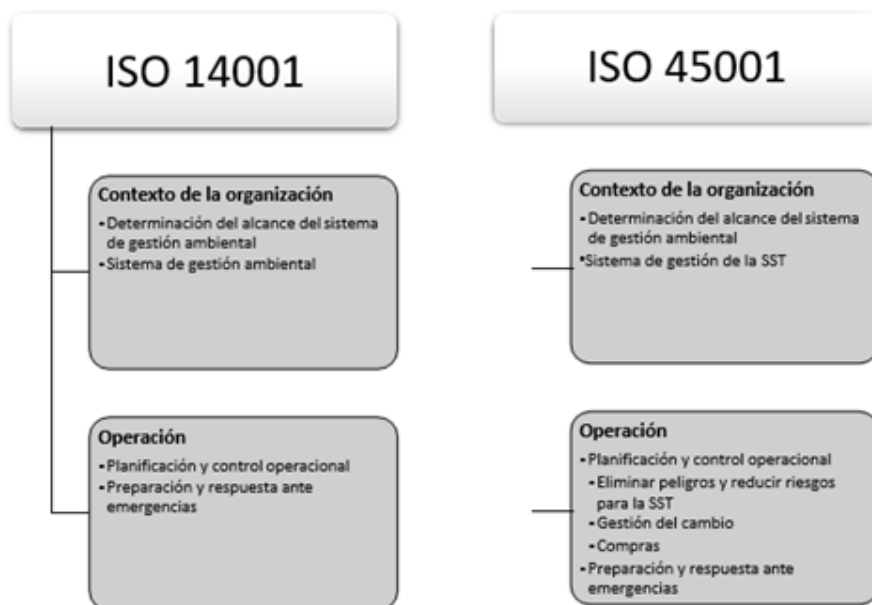 ISO 14001
Contexto de la organización
-Determinación del alcance del sistema
de gestión ambiental
-Sistema de gestión ambiental
Operación
-Planificación y control operacional
-Preparación y respuesta ante
emergencias
ISO 45001
Contexto de la organización
-Determinación del alcance del sistema
de gestión ambiental
•Sistema de gestión de la SST
Operación
-Planificación y control operacional
-Eliminar peligros y reducir riesgos
para la SST
-Gestión del cambio
-Compras
-Preparación y respuesta ante
emergencias